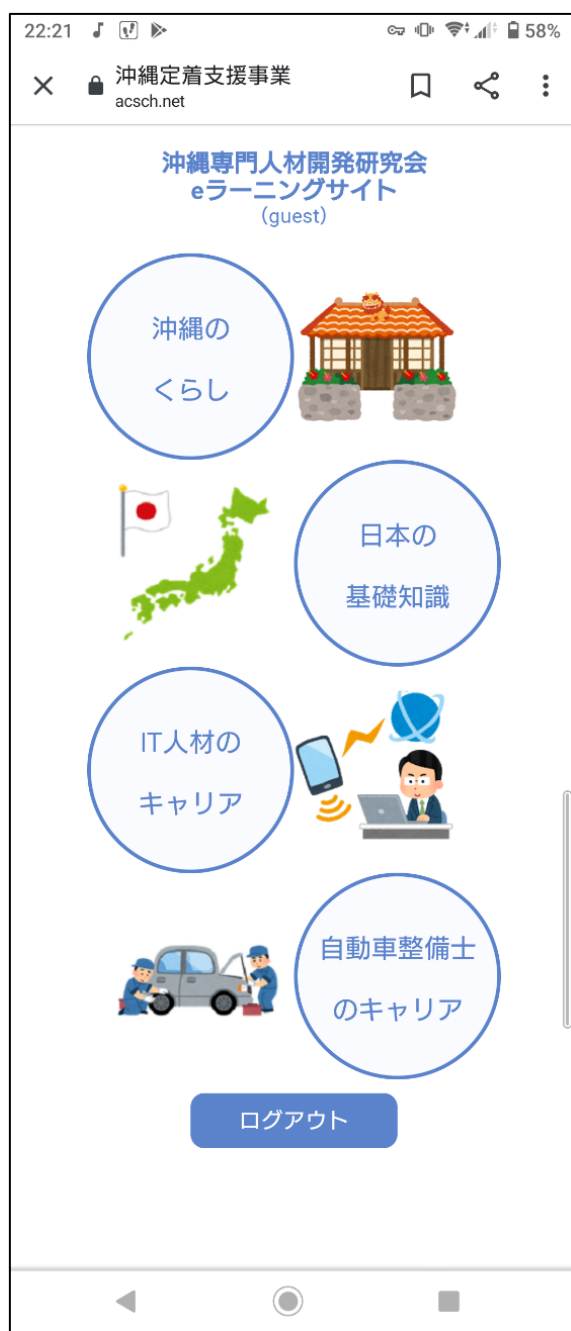 22:21
58%
沖縄定着支援事業
acsch.net
沖縄専門人材開発研究会
eラーニングサイト
(guest)
沖縄の
くらし
日本の
基礎知識
IT人材の
キャリア
自動車整備士
のキャリア
ログアウト